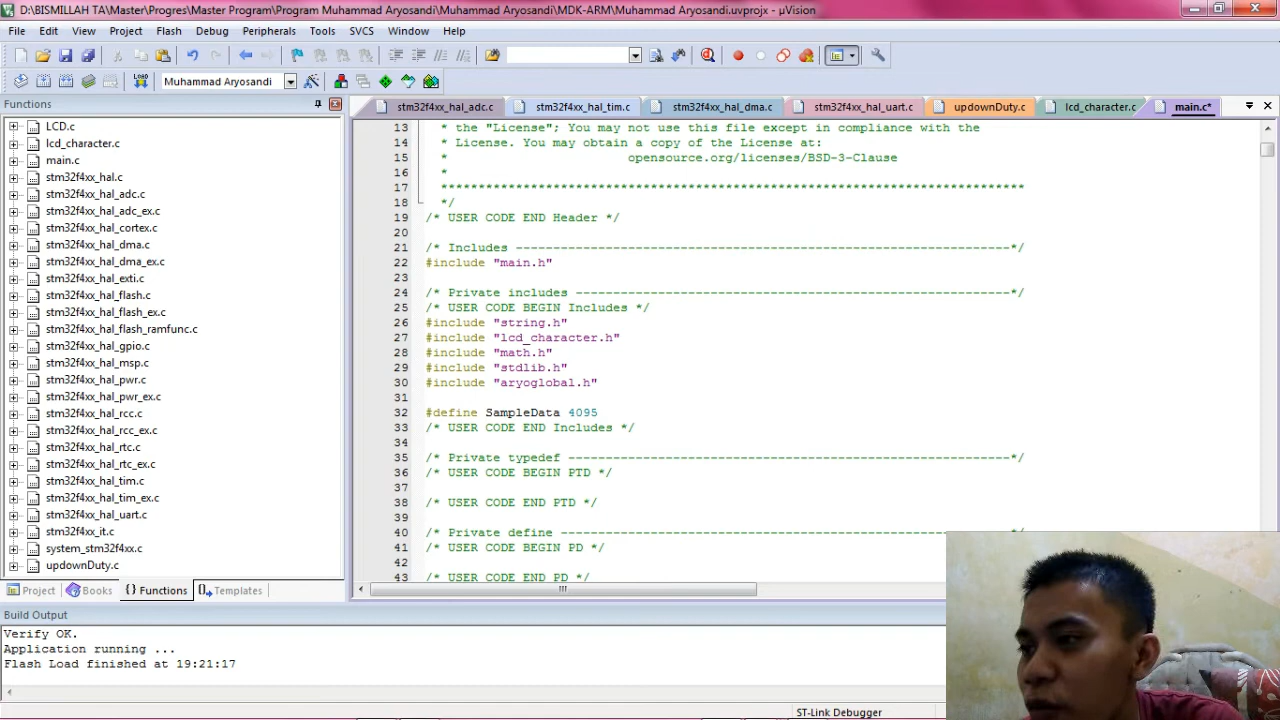 D:\BISMILLAH TA\Master\Progres\Master Program\Program Muhammad Aryosandi\Muhammad Aryosandi\MDK-ARM\Muhammad Aryosandi.uvprojx - µVision
File Edit View Project Flash Debug Peripherals Tools SVCS Window Help
LOAD Muhammad Aryosandi
Functions
stm32f4xx_hal_adc.c stm32f4xx_hal_tim.c stm32f4xx_hal_dma.c stm32f4xx_hal_uart.c updownDuty.c lcd_character.c main.c*
LCD.c
lcd_character.c
main.c
stm32f4xx_hal.c
stm32f4xx_hal_adc.c
stm32f4xx_hal_adc_ex.c
stm32f4xx_hal_cortex.c
stm32f4xx_hal_dma.c
stm32f4xx_hal_dma_ex.c
stm32f4xx_hal_exti.c
stm32f4xx_hal_flash.c
stm32f4xx_hal_flash_ex.c
stm32f4xx_hal_flash_ramfunc.c
stm32f4xx_hal_gpio.c
stm32f4xx_hal_msp.c
stm32f4xx_hal_pwr.c
stm32f4xx_hal_pwr_ex.c
stm32f4xx_hal_rcc.c
stm32f4xx_hal_rcc_ex.c
stm32f4xx_hal_rtc.c
stm32f4xx_hal_rtc_ex.c
stm32f4xx_hal_tim.c
stm32f4xx_hal_tim_ex.c
stm32f4xx_hal_uart.c
stm32f4xx_it.c
system_stm32f4xx.c
updownDuty.c
Project Books {} Functions Templates
13 * the "License"; You may not use this file except in compliance with the
14 * License. You may obtain a copy of the License at:
15 * opensource.org/licenses/BSD-3-Clause
16 *
17 ******************************************************************************
18 */
19 /* USER CODE END Header */
20
21 /* Includes ------------------------------------------------------------------*/
22 #include "main.h"
23
24 /* Private includes ----------------------------------------------------------*/
25 /* USER CODE BEGIN Includes */
26 #include "string.h"
27 #include "lcd_character.h"
28 #include "math.h"
29 #include "stdlib.h"
30 #include "aryoglobal.h"
31
32 #define SampleData 4095
33 /* USER CODE END Includes */
34
35 /* Private typedef -----------------------------------------------------------*/
36 /* USER CODE BEGIN PTD */
37
38 /* USER CODE END PTD */
39
40 /* Private define ------------------------------------------------------------*/
41 /* USER CODE BEGIN PD */
42
43 /* USER CODE END PD */
Build Output
Verify OK.
Application running ...
Flash Load finished at 19:21:17
ST-Link Debugger